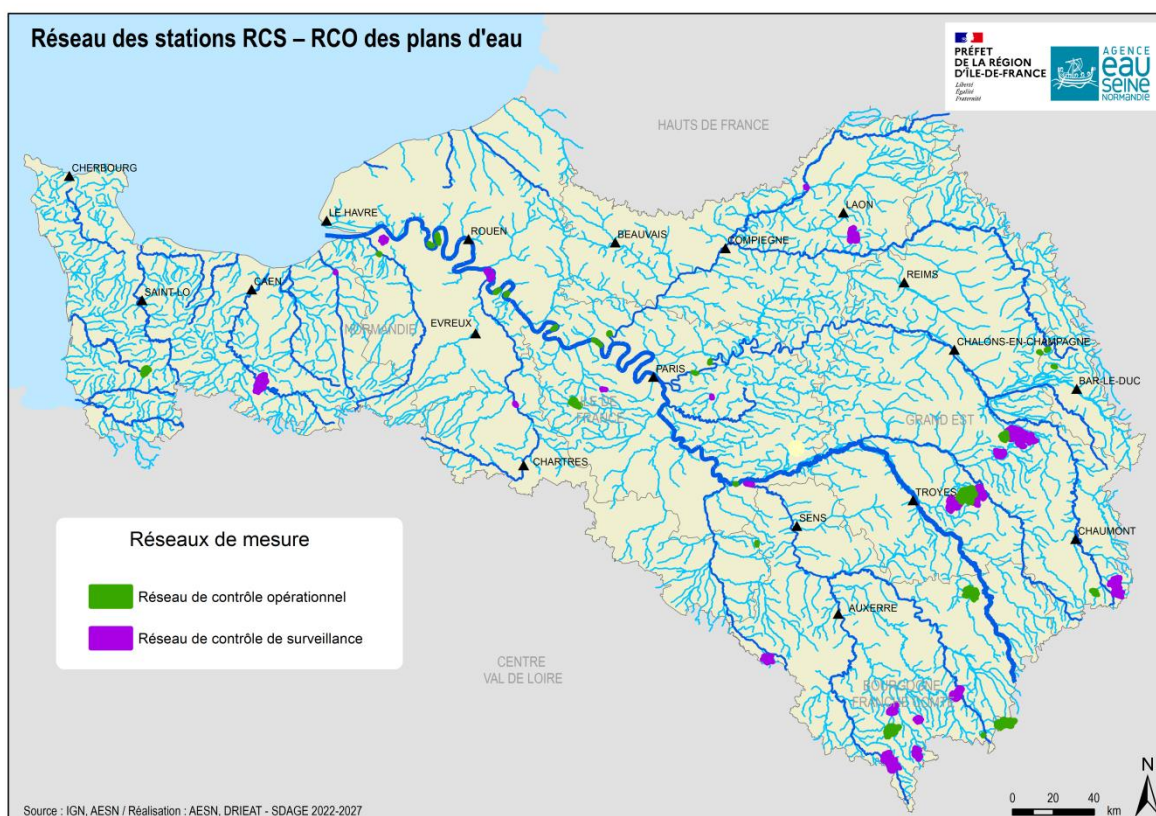 Réseau des stations RCS – RCO des plans d'eau
PRÉFET
DE LA RÉGION
D'ÎLE-DE-FRANCE
Liberté
Égalité
Fraternité
AGENCE
eau
SEINE
NORMANDIE
HAUTS DE FRANCE
CHERBOURG
LAON
LE HAVRE
ROUEN
BEAUVAIS
COMPIEGNE
REIMS
CAEN
SAINT-LO
NORMANDIE
EVREUX
CHALONS-EN-CHAMPAGNE
PARIS
BAR-LE-DUC
ILE DE
FRANCE
GRAND EST
CHARTRES
TROYES
SENS
CHAUMONT
Réseaux de mesure
Réseau de contrôle opérationnel
Réseau de contrôle de surveillance
AUXERRE
CENTRE
VAL DE LOIRE
BOURGOGNE
FRANCHE COMTE
N
0 20 40
km
Source : IGN, AESN / Réalisation : AESN, DRIEAT - SDAGE 2022-2027